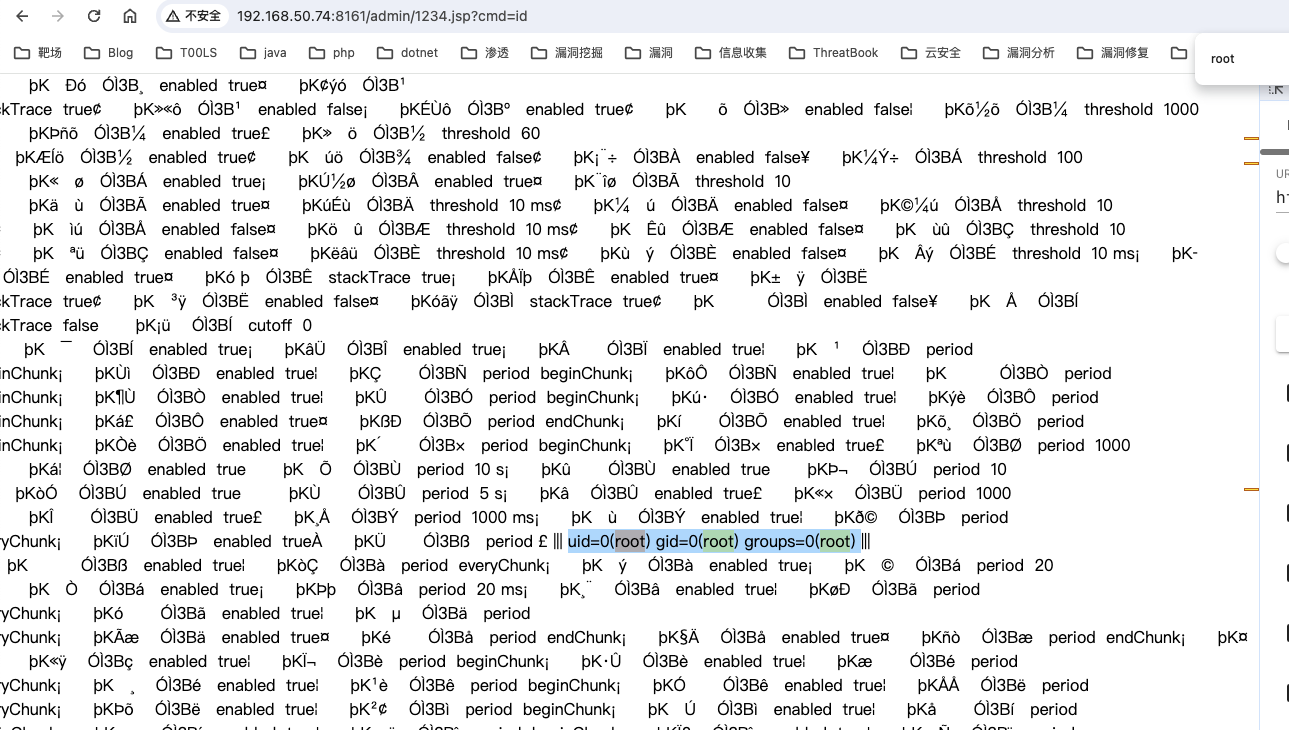 不安全 192.168.50.74:8161/admin/1234.jsp?cmd=id
靶场 Blog T00LS java php dotnet 渗透 漏洞挖掘 漏洞 信息收集 ThreatBook 云安全 漏洞分析 漏洞修复
root
þK Ðó ÓÌ3B¸ enabled true¤ þK¢ýó ÓÌ3B¹
ckTrace true¢ þK»«ô ÓÌ3B¹ enabled false¡ þKÉÙô ÓÌ3Bº enabled true¢ þK õ ÓÌ3B» enabled false¦ þKõ½õ ÓÌ3B¼ threshold 1000
þKÞñõ ÓÌ3B¼ enabled true£ þK» ö ÓÌ3B½ threshold 60
þKÆÍö ÓÌ3B½ enabled true¢ þK úö ÓÌ3B¾ enabled false¢ þK¡¨÷ ÓÌ3BÀ enabled false¥ þK¼Ý÷ ÓÌ3BÁ threshold 100
þK« ø ÓÌ3BÁ enabled true¡ þKÚ½ø ÓÌ3BÂ enabled true¤ þK¨îø ÓÌ3BÃ threshold 10
þKä ù ÓÌ3BÃ enabled true¤ þKúÉù ÓÌ3BÄ threshold 10 ms¢ þK¼ ú ÓÌ3BÄ enabled false¤ þK©¼ú ÓÌ3BÅ threshold 10
þK ìú ÓÌ3BÅ enabled false¤ þKö û ÓÌ3BÆ threshold 10 ms¢ þK Êû ÓÌ3BÆ enabled false¤ þK ùû ÓÌ3BÇ threshold 10
þK ªü ÓÌ3BÇ enabled false¤ þKëâü ÓÌ3BÈ threshold 10 ms¢ þKù ý ÓÌ3BÈ enabled false¤ þK Âý ÓÌ3BÉ threshold 10 ms¡ þK-
ÓÌ3BÉ enabled true¤ þKó þ ÓÌ3BÊ stackTrace true¡ þKÅÏþ ÓÌ3BÊ enabled true¤ þK± ÿ ÓÌ3BË
ckTrace true¢ þK ³ÿ ÓÌ3BË enabled false¤ þKóãÿ ÓÌ3BÌ stackTrace true¢ þK ÓÌ3BÌ enabled false¥ þK Å ÓÌ3BÍ
ckTrace false þK¡ü ÓÌ3BÍ cutoff 0
þK ¯ ÓÌ3BÍ enabled true¡ þKâÜ ÓÌ3BÎ enabled true¡ þKÂ ÓÌ3BÏ enabled true¦ þK ¹ ÓÌ3BÐ period
inChunk¡ þKÙì ÓÌ3BÐ enabled true¦ þKÇ ÓÌ3BÑ period beginChunk¡ þKôÔ ÓÌ3BÑ enabled true¦ þK ÓÌ3BÒ period
inChunk¡ þK¶Ù ÓÌ3BÒ enabled true¦ þKÛ ÓÌ3BÓ period beginChunk¡ þKú· ÓÌ3BÓ enabled true¦ þKýè ÓÌ3BÔ period
inChunk¡ þKá£ ÓÌ3BÔ enabled true¤ þKßÐ ÓÌ3BÕ period endChunk¡ þKí ÓÌ3BÕ enabled true¦ þKõ¸ ÓÌ3BÖ period
inChunk¡ þKÒè ÓÌ3BÖ enabled true¦ þK´ ÓÌ3B× period beginChunk¡ þK°Ï ÓÌ3B× enabled true£ þKªù ÓÌ3BØ period 1000
þKá¦ ÓÌ3BØ enabled true þK Õ ÓÌ3BÙ period 10 s¡ þKû ÓÌ3BÙ enabled true þKÞ¬ ÓÌ3BÚ period 10
þKòÓ ÓÌ3BÚ enabled true þKÙ ÓÌ3BÛ period 5 s¡ þKâ ÓÌ3BÛ enabled true£ þK«× ÓÌ3BÜ period 1000
þKÎ ÓÌ3BÜ enabled true£ þK¸Å ÓÌ3BÝ period 1000 ms¡ þK ù ÓÌ3BÝ enabled true¦ þKð© ÓÌ3BÞ period
ryChunk¡ þKïÚ ÓÌ3BÞ enabled trueÀ þKÜ ÓÌ3Bß period £ ||| uid=0(root) gid=0(root) groups=0(root) |||
þK ÓÌ3Bß enabled true¦ þKòÇ ÓÌ3Bà period everyChunk¡ þK ý ÓÌ3Bà enabled true¡ þK © ÓÌ3Bá period 20
þK Ò ÓÌ3Bá enabled true¡ þKÞþ ÓÌ3Bâ period 20 ms¡ þK¸¨ ÓÌ3Bâ enabled true¦ þKøÐ ÓÌ3Bã period
ryChunk¡ þKó ÓÌ3Bã enabled true¦ þK µ ÓÌ3Bä period
ryChunk¡ þKÃæ ÓÌ3Bä enabled true¤ þKé ÓÌ3Bå period endChunk¡ þK§Ä ÓÌ3Bå enabled true¤ þKñò ÓÌ3Bæ period endChunk¡ þK¤
þK«ÿ ÓÌ3Bç enabled true¦ þKÏ¬ ÓÌ3Bè period beginChunk¡ þK·Û ÓÌ3Bè enabled true¦ þKæ ÓÌ3Bé period
ryChunk¡ þK ¸ ÓÌ3Bé enabled true¦ þK¹è ÓÌ3Bê period beginChunk¡ þKÓ ÓÌ3Bê enabled true¦ þKÅÅ ÓÌ3Bë period
ryChunk¡ þKÞõ ÓÌ3Bë enabled true¦ þK²¢ ÓÌ3Bì period beginChunk¡ þK Ú ÓÌ3Bì enabled true¦ þKå ÓÌ3Bí period